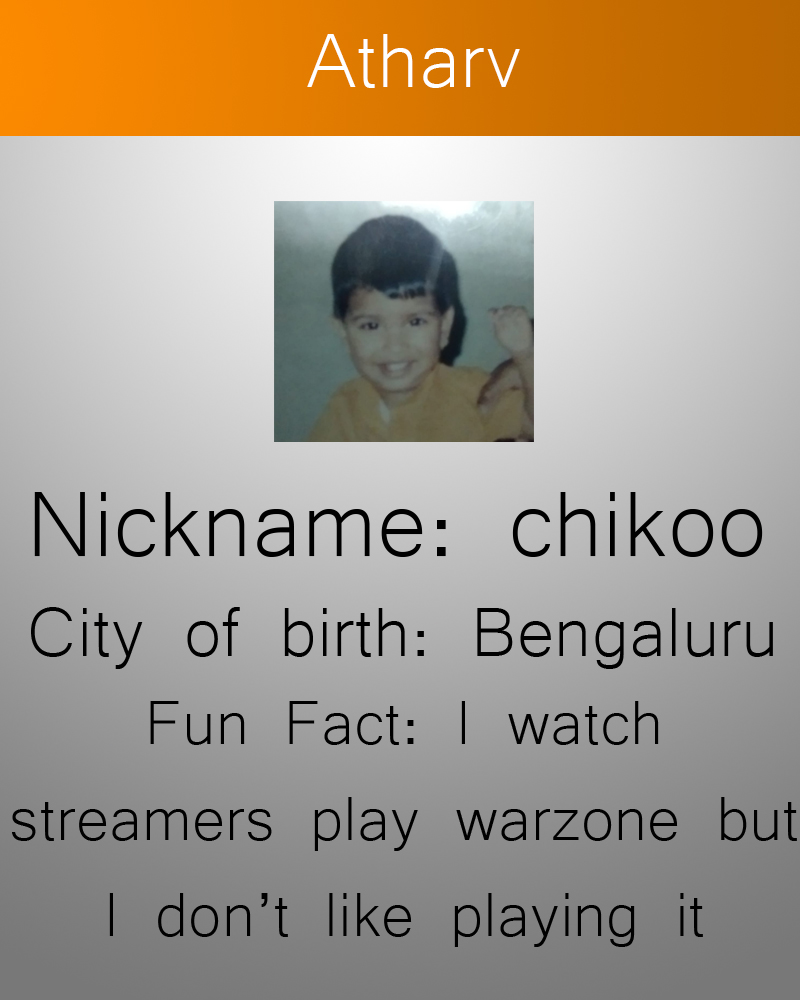 Atharv
Nickname: chikoo
City of birth: Bengaluru
Fun Fact: I watch
streamers play warzone but
I don’t like playing it